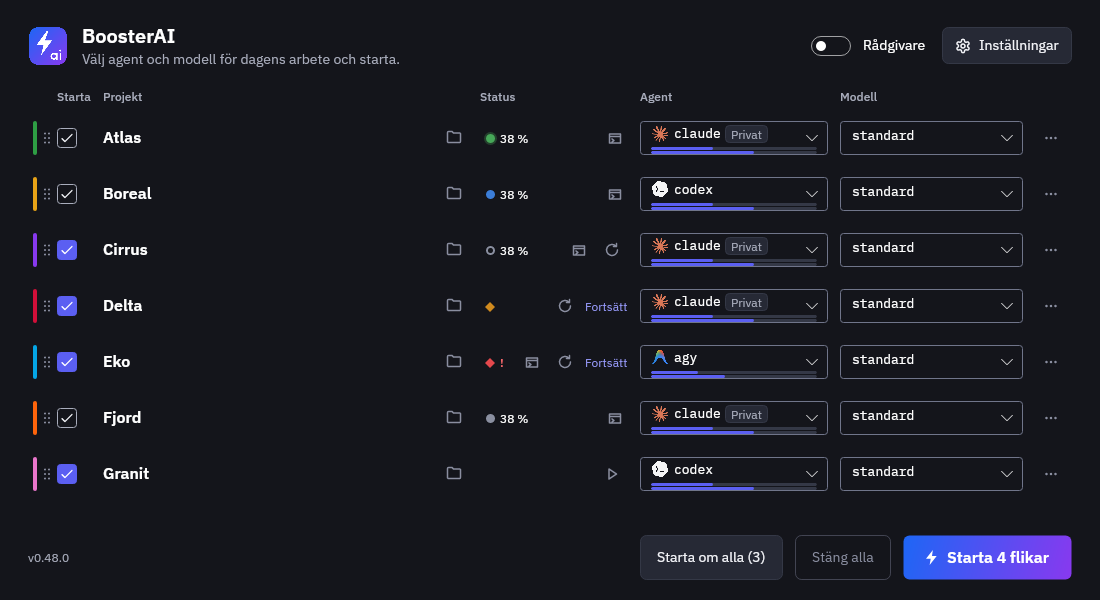 ai
BoosterAI
Välj agent och modell för dagens arbete och starta.
Rådgivare
Inställningar
Starta Projekt Status Agent Modell
Atlas 38 % claude Privat standard
Boreal 38 % codex standard
Cirrus 38 % claude Privat standard
Delta Fortsätt claude Privat standard
Eko ! Fortsätt agy standard
Fjord 38 % claude Privat standard
Granit codex standard
v0.48.0
Starta om alla (3)
Stäng alla
Starta 4 flikar